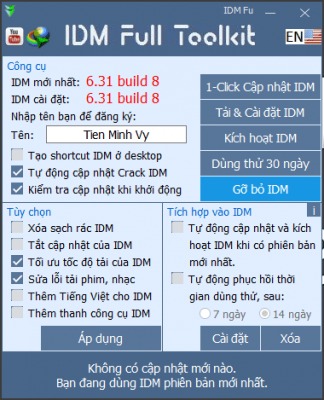 IDM Fu
You
Tube
IDM Full Toolkit
EN
Công cụ
IDM mới nhất: 6.31 build 8
IDM cài đặt: 6.31 build 8
Nhập tên bạn để đăng ký:
Tên: Tien Minh Vy
Tạo shortcut IDM ở desktop
Tự động cập nhật Crack IDM
Kiểm tra cập nhật khi khởi động
1-Click Cập nhật IDM
Tải & Cài đặt IDM
Kích hoạt IDM
Dùng thử 30 ngày
Gỡ bỏ IDM
Tùy chọn
Xóa sạch rác IDM
Tắt cập nhật của IDM
Tối ưu tốc độ tải của IDM
Sửa lỗi tải phim, nhạc
Thêm Tiếng Việt cho IDM
Thêm thanh công cụ IDM
Áp dụng
Tích hợp vào IDM
i
Tự động cập nhật và kích
hoạt IDM khi có phiên bản
mới nhất.
Tự động phục hồi thời
gian dùng thử, sau:
7 ngày 14 ngày
Cài đặt Xóa
Không có cập nhật mới nào.
Bạn đang dùng IDM phiên bản mới nhất.